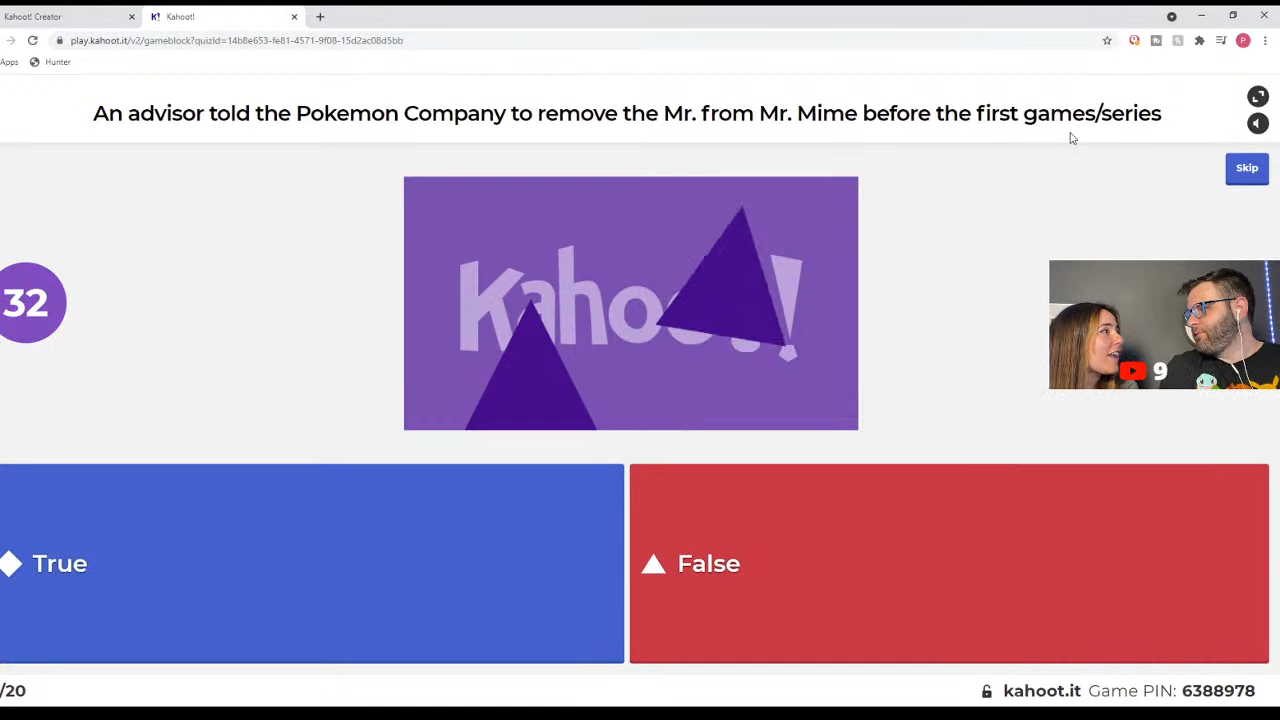 Kahoot! Creator
K! Kahoot!
play.kahoot.it/v2/gameblock?quizId=14b8e653-fe81-4571-9f08-15d2ac08d5bb
Apps Hunter
An advisor told the Pokemon Company to remove the Mr. from Mr. Mime before the first games/series
Skip
32
Kahoot!
9
True
False
/20
kahoot.it Game PIN: 6388978